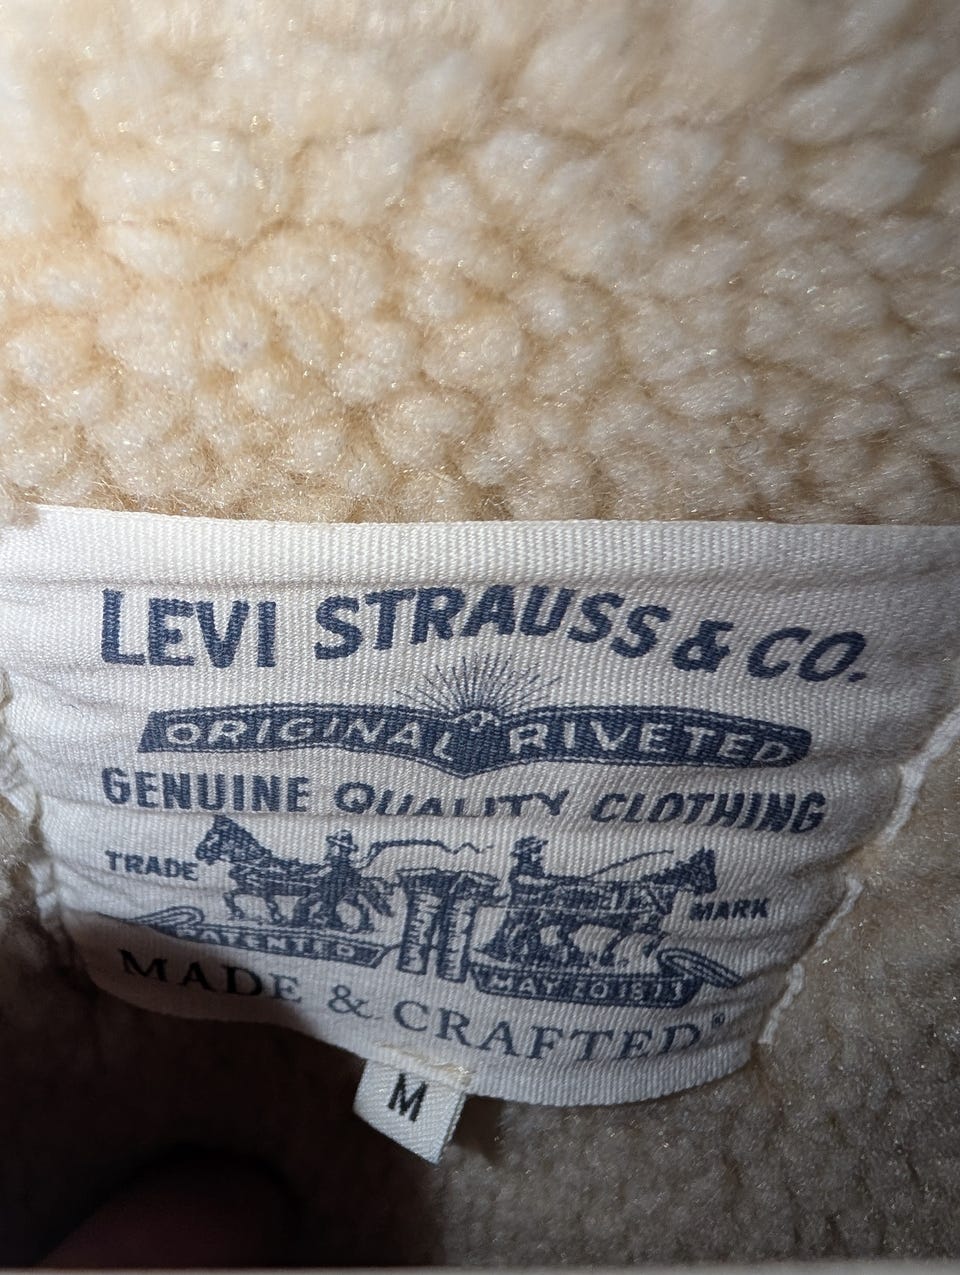 LEVI STRAUSS & CO.
ORIGINAL RIVETED
GENUINE QUALITY CLOTHING
TRADE MARK
PATENTED MAY 20 1873
MADE & CRAFTED®
M